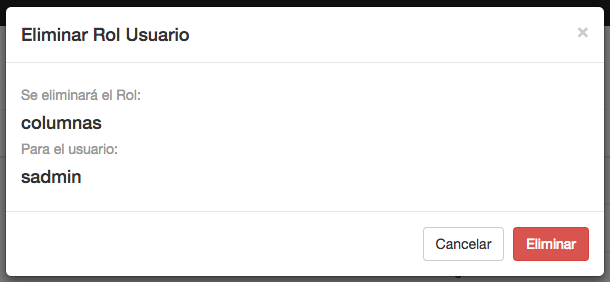 Eliminar Rol Usuario
×
Se eliminará el Rol:
columnas
Para el usuario:
sadmin
Cancelar
Eliminar